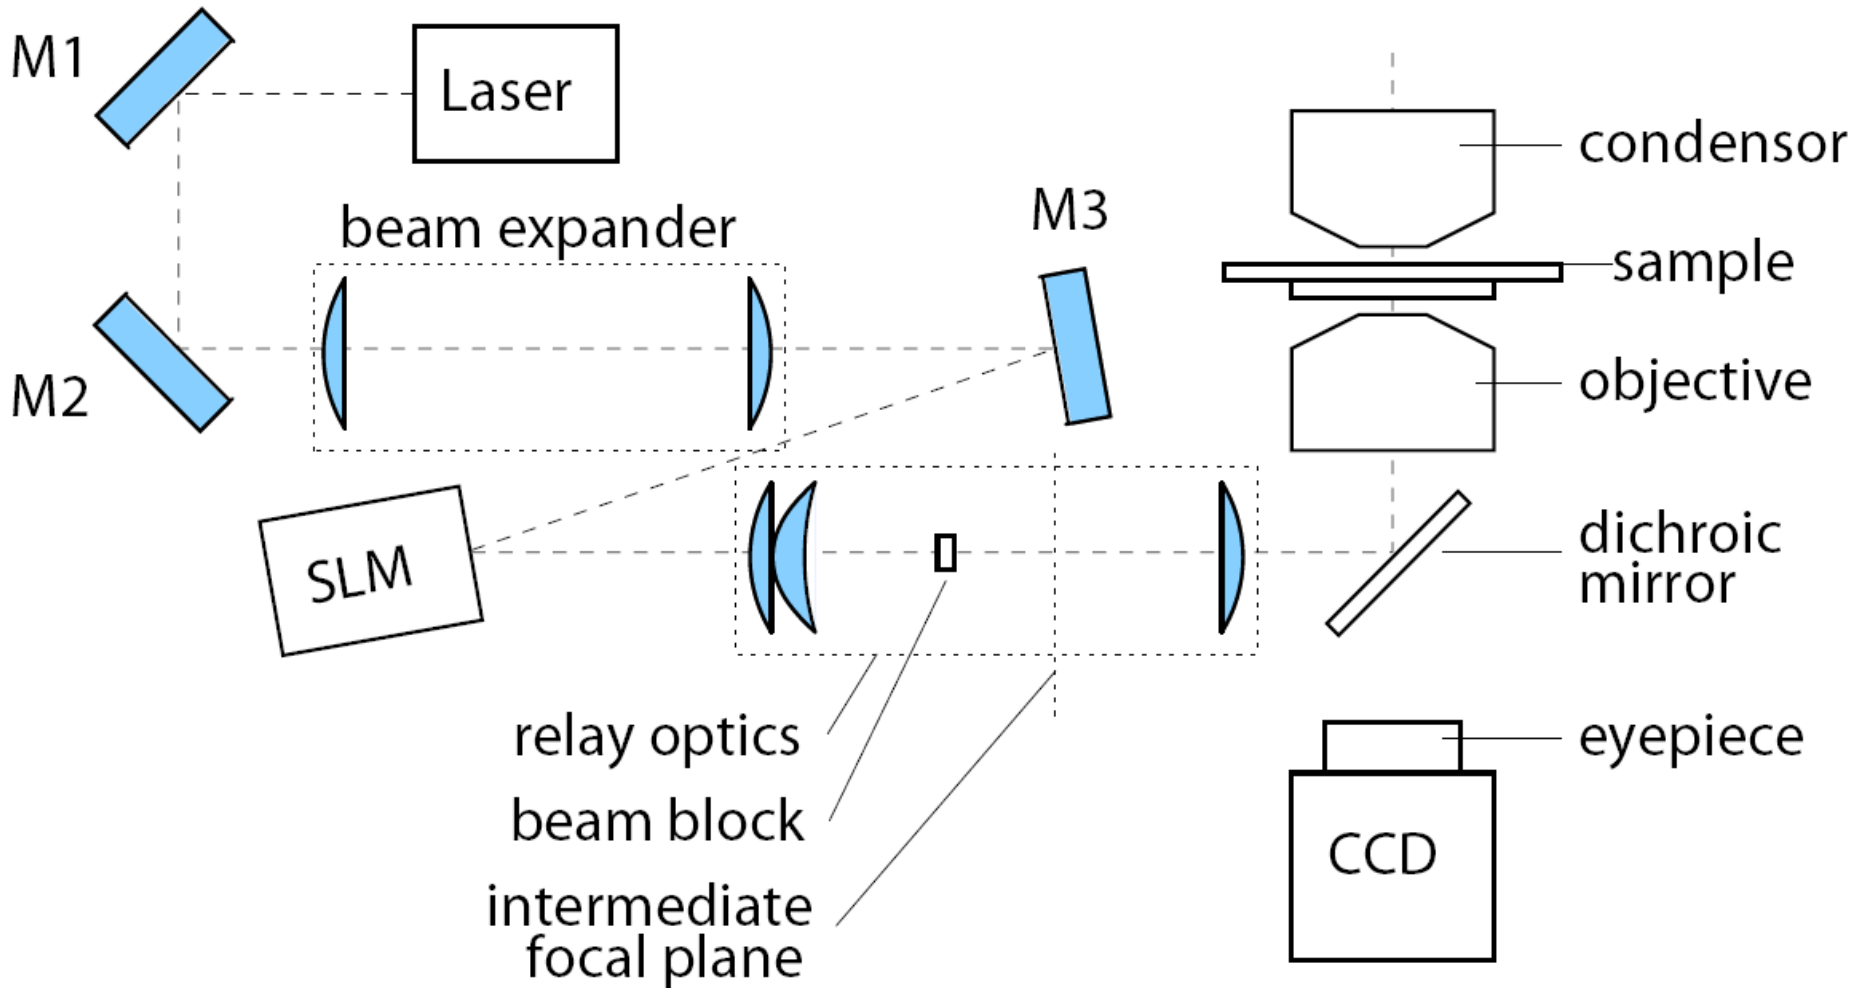 M1
Laser
condensor
beam expander
M3
sample
M2
objective
SLM
dichroic
mirror
relay optics
eyepiece
beam block
CCD
intermediate
focal plane